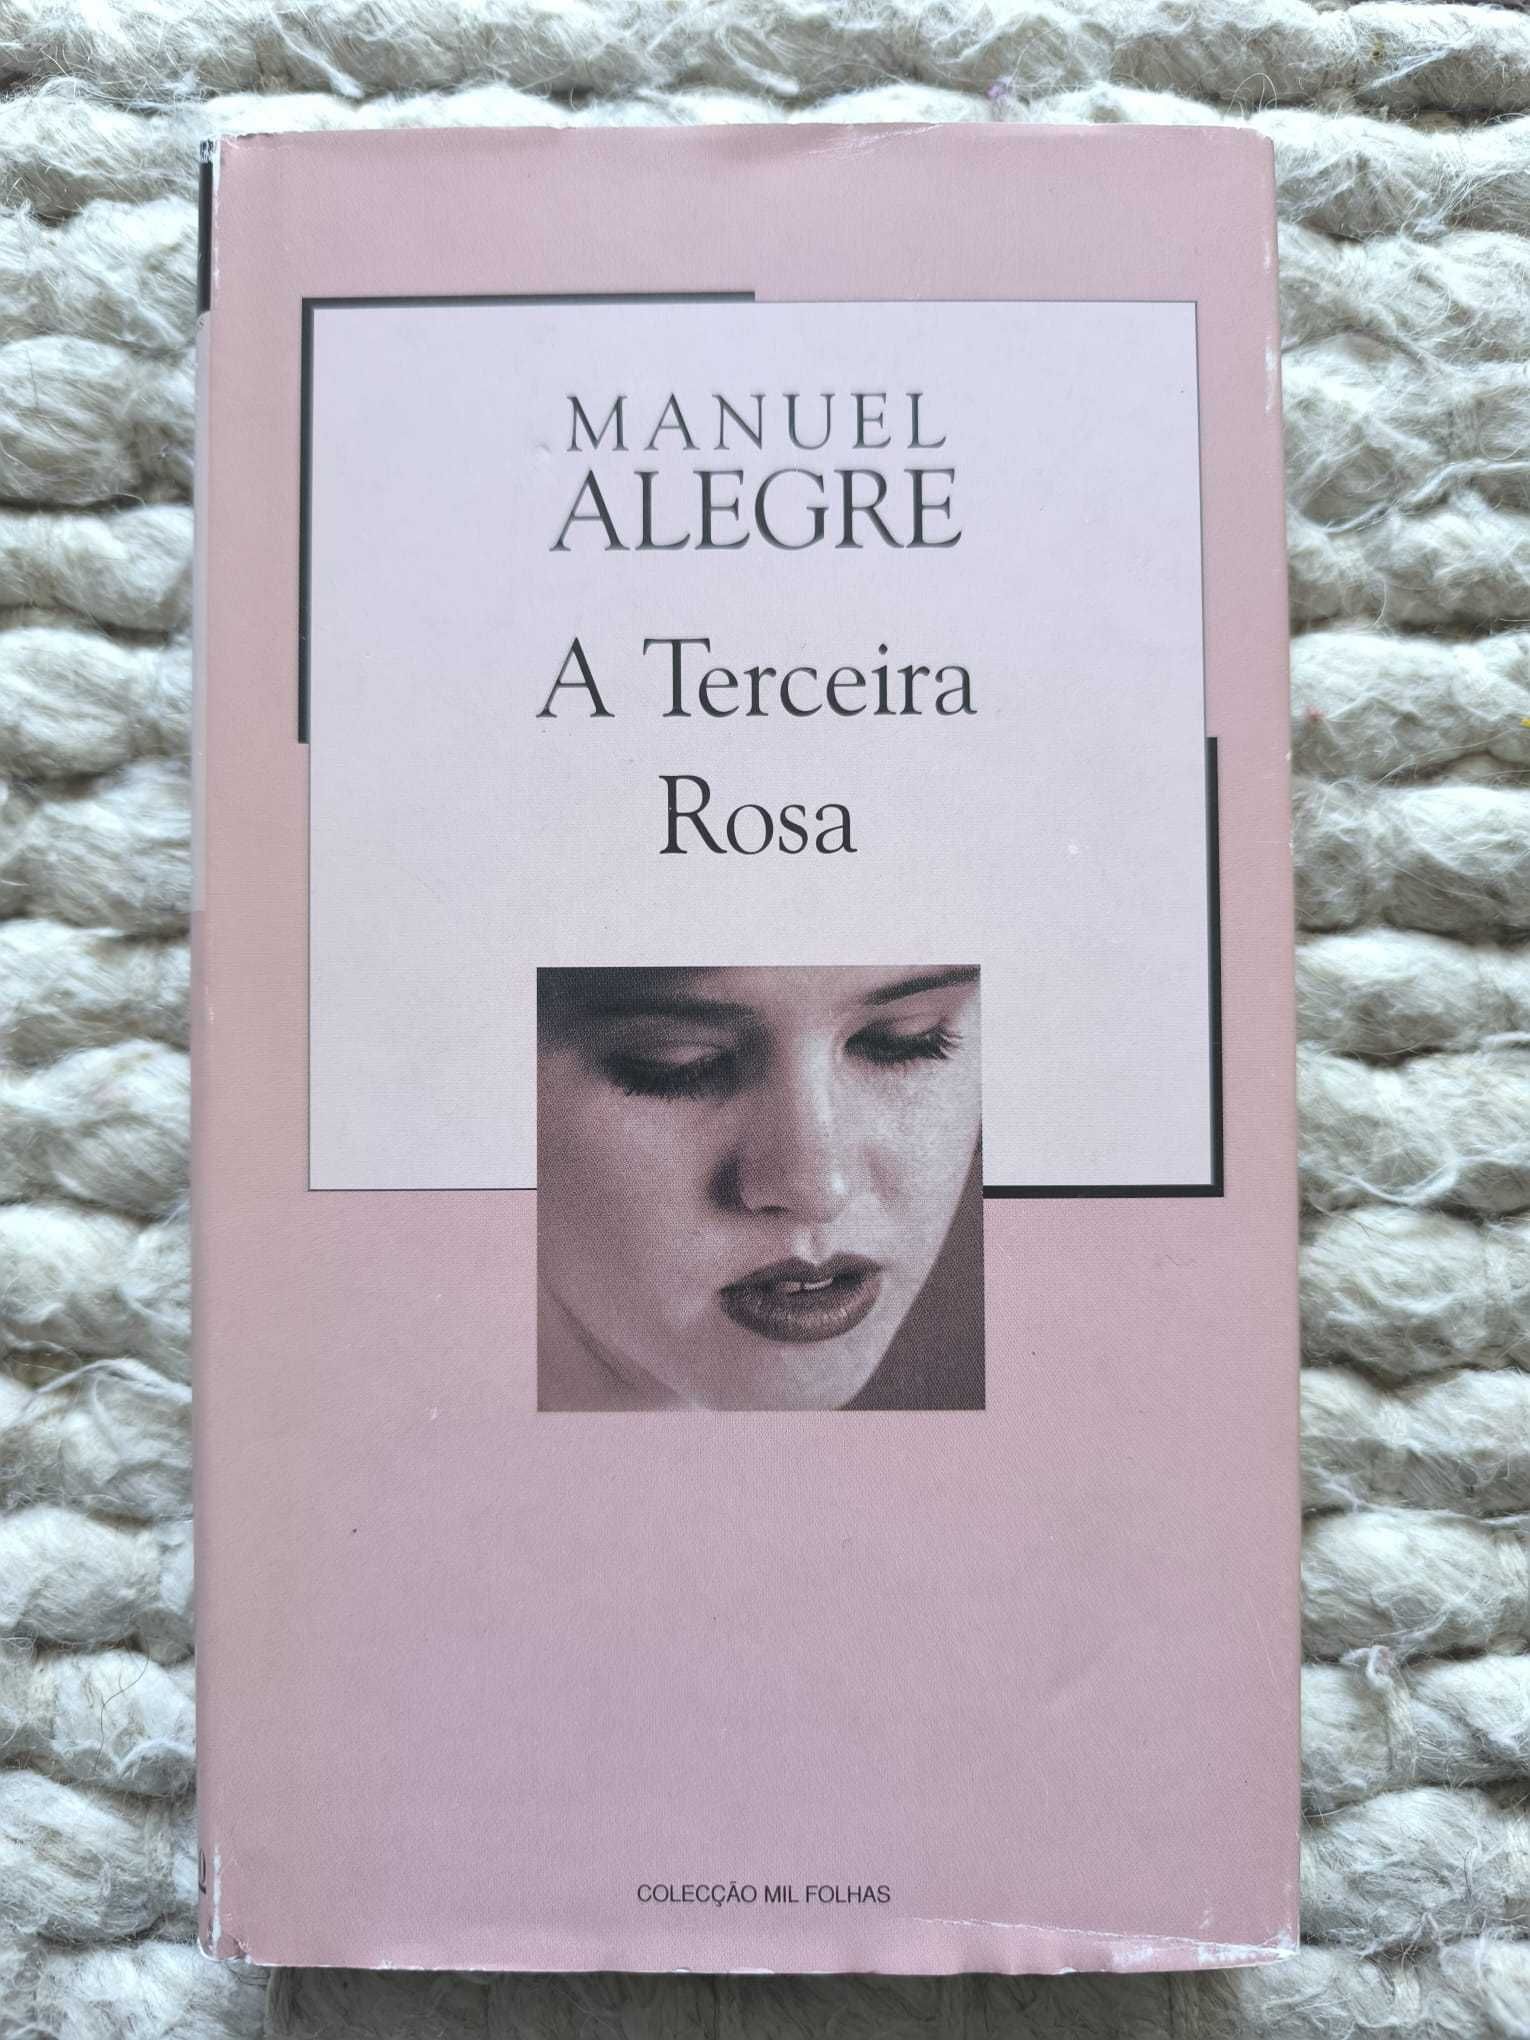 MANUEL
ALEGRE
A Terceira
Rosa
COLECÇÃO MIL FOLHAS